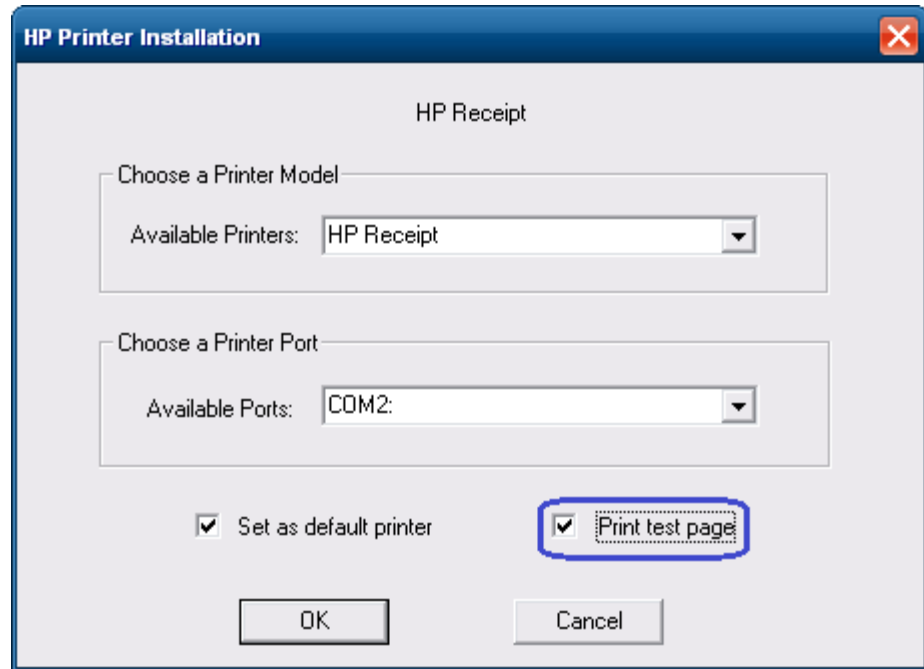 HP Printer Installation
HP Receipt
Choose a Printer Model
Available Printers: HP Receipt
Choose a Printer Port
Available Ports: COM2:
Set as default printer Print test page
OK Cancel